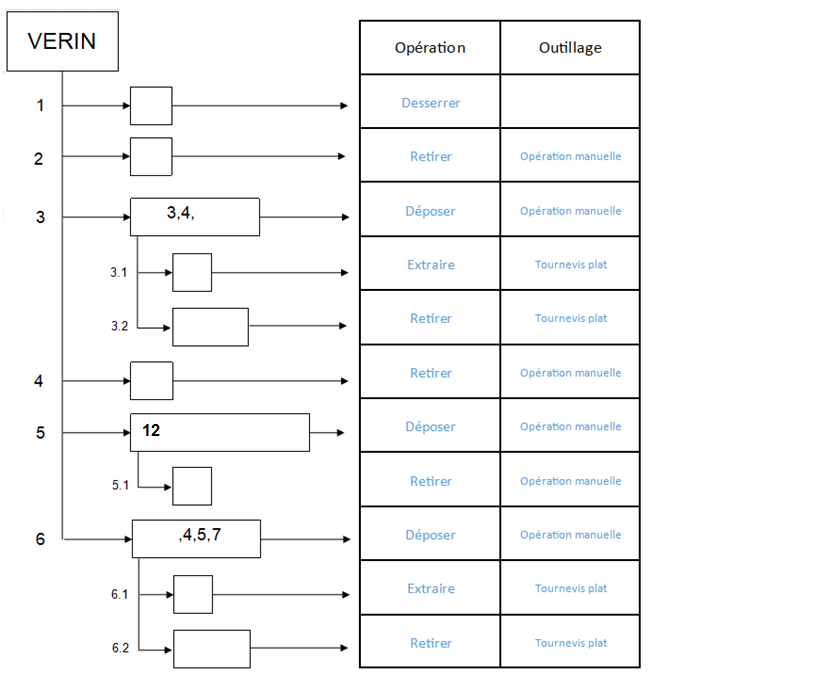 VERIN
Opération Outillage
1 Desserrer
2 Retirer Opération manuelle
3 3,4, Déposer Opération manuelle
3.1 Extraire Tournevis plat
3.2 Retirer Tournevis plat
4 Retirer Opération manuelle
5 12 Déposer Opération manuelle
5.1 Retirer Opération manuelle
6 ,4,5,7 Déposer Opération manuelle
6.1 Extraire Tournevis plat
6.2 Retirer Tournevis plat